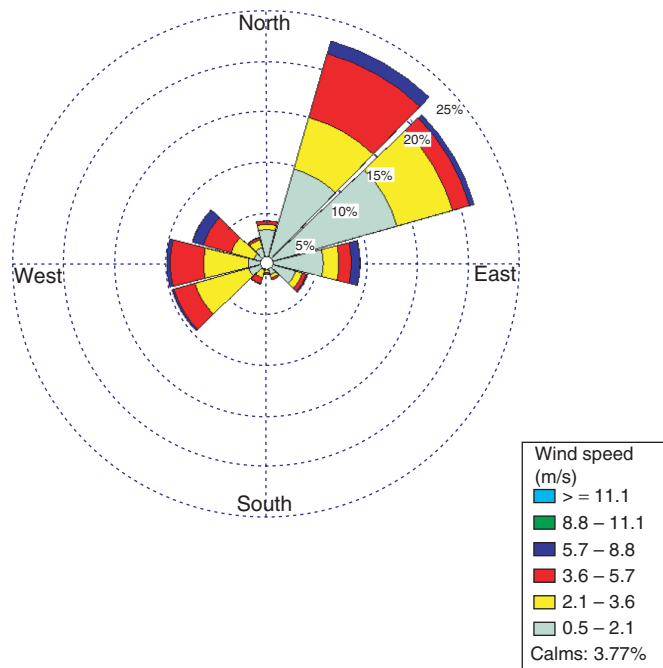 North
25%
20%
15%
10%
5%
West
East
South
Wind speed
(m/s)
> = 11.1
8.8 – 11.1
5.7 – 8.8
3.6 – 5.7
2.1 – 3.6
0.5 – 2.1
Calms: 3.77%